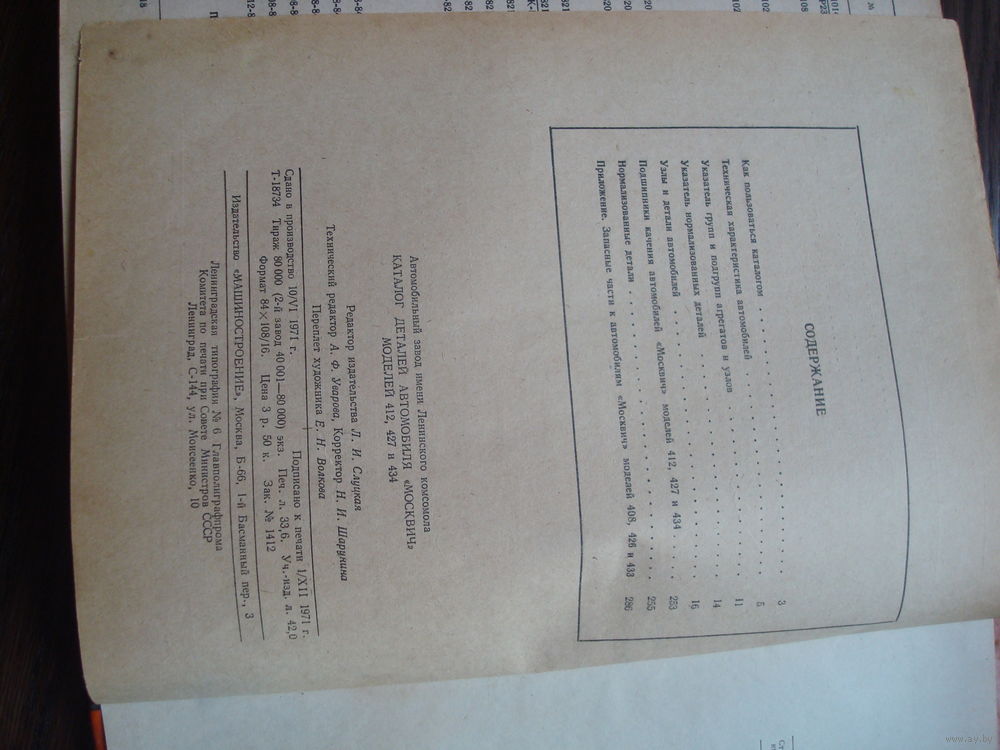 СОДЕРЖАНИЕ
Как пользоваться каталогом . . . . . . . . . . 3
Техническая характеристика автомобилей . . . . . . . . . . 5
Указатель групп и подгрупп агрегатов и узлов . . . . . . . . . . 11
Указатель нормализованных деталей . . . . . . . . . . 14
Узлы и детали автомобилей «Москвич» моделей 412, 427 и 434 . . . . 16
Подшипники качения автомобилей . . . . . . . . . . 253
Нормализованные детали . . . . . . . . . . 255
Приложение. Запасные части к автомобилям «Москвич» моделей 408, 426 и 433 . . 286
Автомобильный завод имени Ленинского комсомола
КАТАЛОГ ДЕТАЛЕЙ АВТОМОБИЛЯ «МОСКВИЧ»
МОДЕЛЕЙ 412, 427 и 434
Редактор издательства Л. И. Слуцкая
Технический редактор А. Ф. Уварова, Корректор Н. И. Шарунина
Переплет художника Е. Н. Волкова
Сдано в производство 10/VI 1971 г. Подписано к печати 1/XII 1971 г.
Т-18734 Тираж 80 000 (2-й завод 40 001—80 000) экз. Печ. л. 33,6. Уч.-изд. л. 42,0
Формат 84×108/16. Цена 3 р. 50 к. Зак. № 1412
Издательство «МАШИНОСТРОЕНИЕ», Москва, Б-66, 1-й Басманный пер., 3
Ленинградская типография № 6 Главполиграфпрома
Комитета по печати при Совете Министров СССР
Ленинград, С-144, ул. Моисеенко, 10
www.ay.by